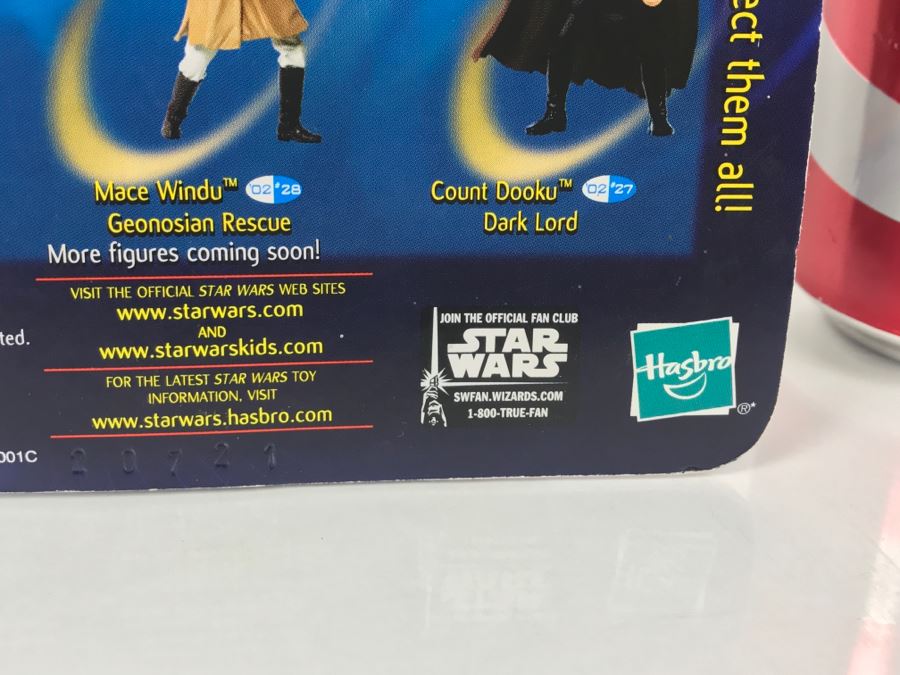 ect them all!
Mace Windu™ '02 #28
Geonosian Rescue
Count Dooku™ '02 #27
Dark Lord
More figures coming soon!
VISIT THE OFFICIAL STAR WARS WEB SITES
www.starwars.com
AND
www.starwarskids.com
FOR THE LATEST STAR WARS TOY
INFORMATION, VISIT
www.starwars.hasbro.com
ted.
001C
20721
JOIN THE OFFICIAL FAN CLUB
STAR
WARS
SWFAN.WIZARDS.COM
1-800-TRUE-FAN
Hasbro
®*